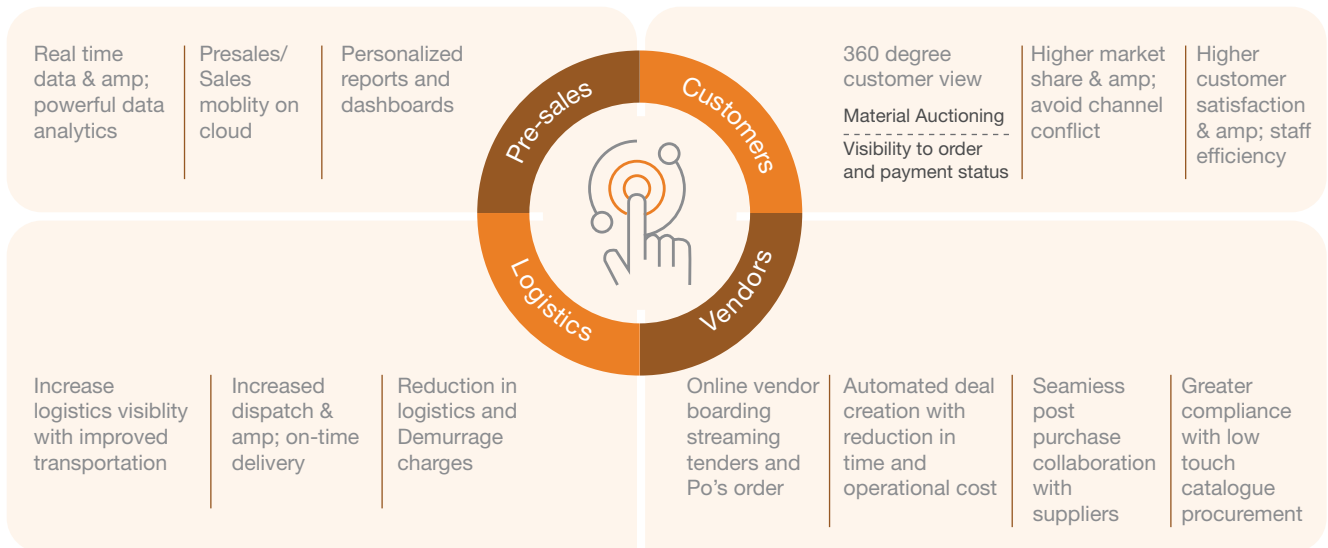 Real time
data & amp;
powerful data
analytics
Presales/
Sales
moblity on
cloud
Personalized
reports and
dashboards
Pre-sales
Customers
360 degree
customer view
Material Auctioning
Visibility to order
and payment status
Higher market
share & amp;
avoid channel
conflict
Higher
customer
satisfaction
& amp; staff
efficiency
Logistics
Vendors
Increase
logistics visiblity
with improved
transportation
Increased
dispatch &
amp; on-time
delivery
Reduction in
logistics and
Demurrage
charges
Online vendor
boarding
streaming
tenders and
Po's order
Automated deal
creation with
reduction in
time and
operational cost
Seamiess
post
purchase
collaboration
with
suppliers
Greater
compliance
with low
touch
catalogue
procurement